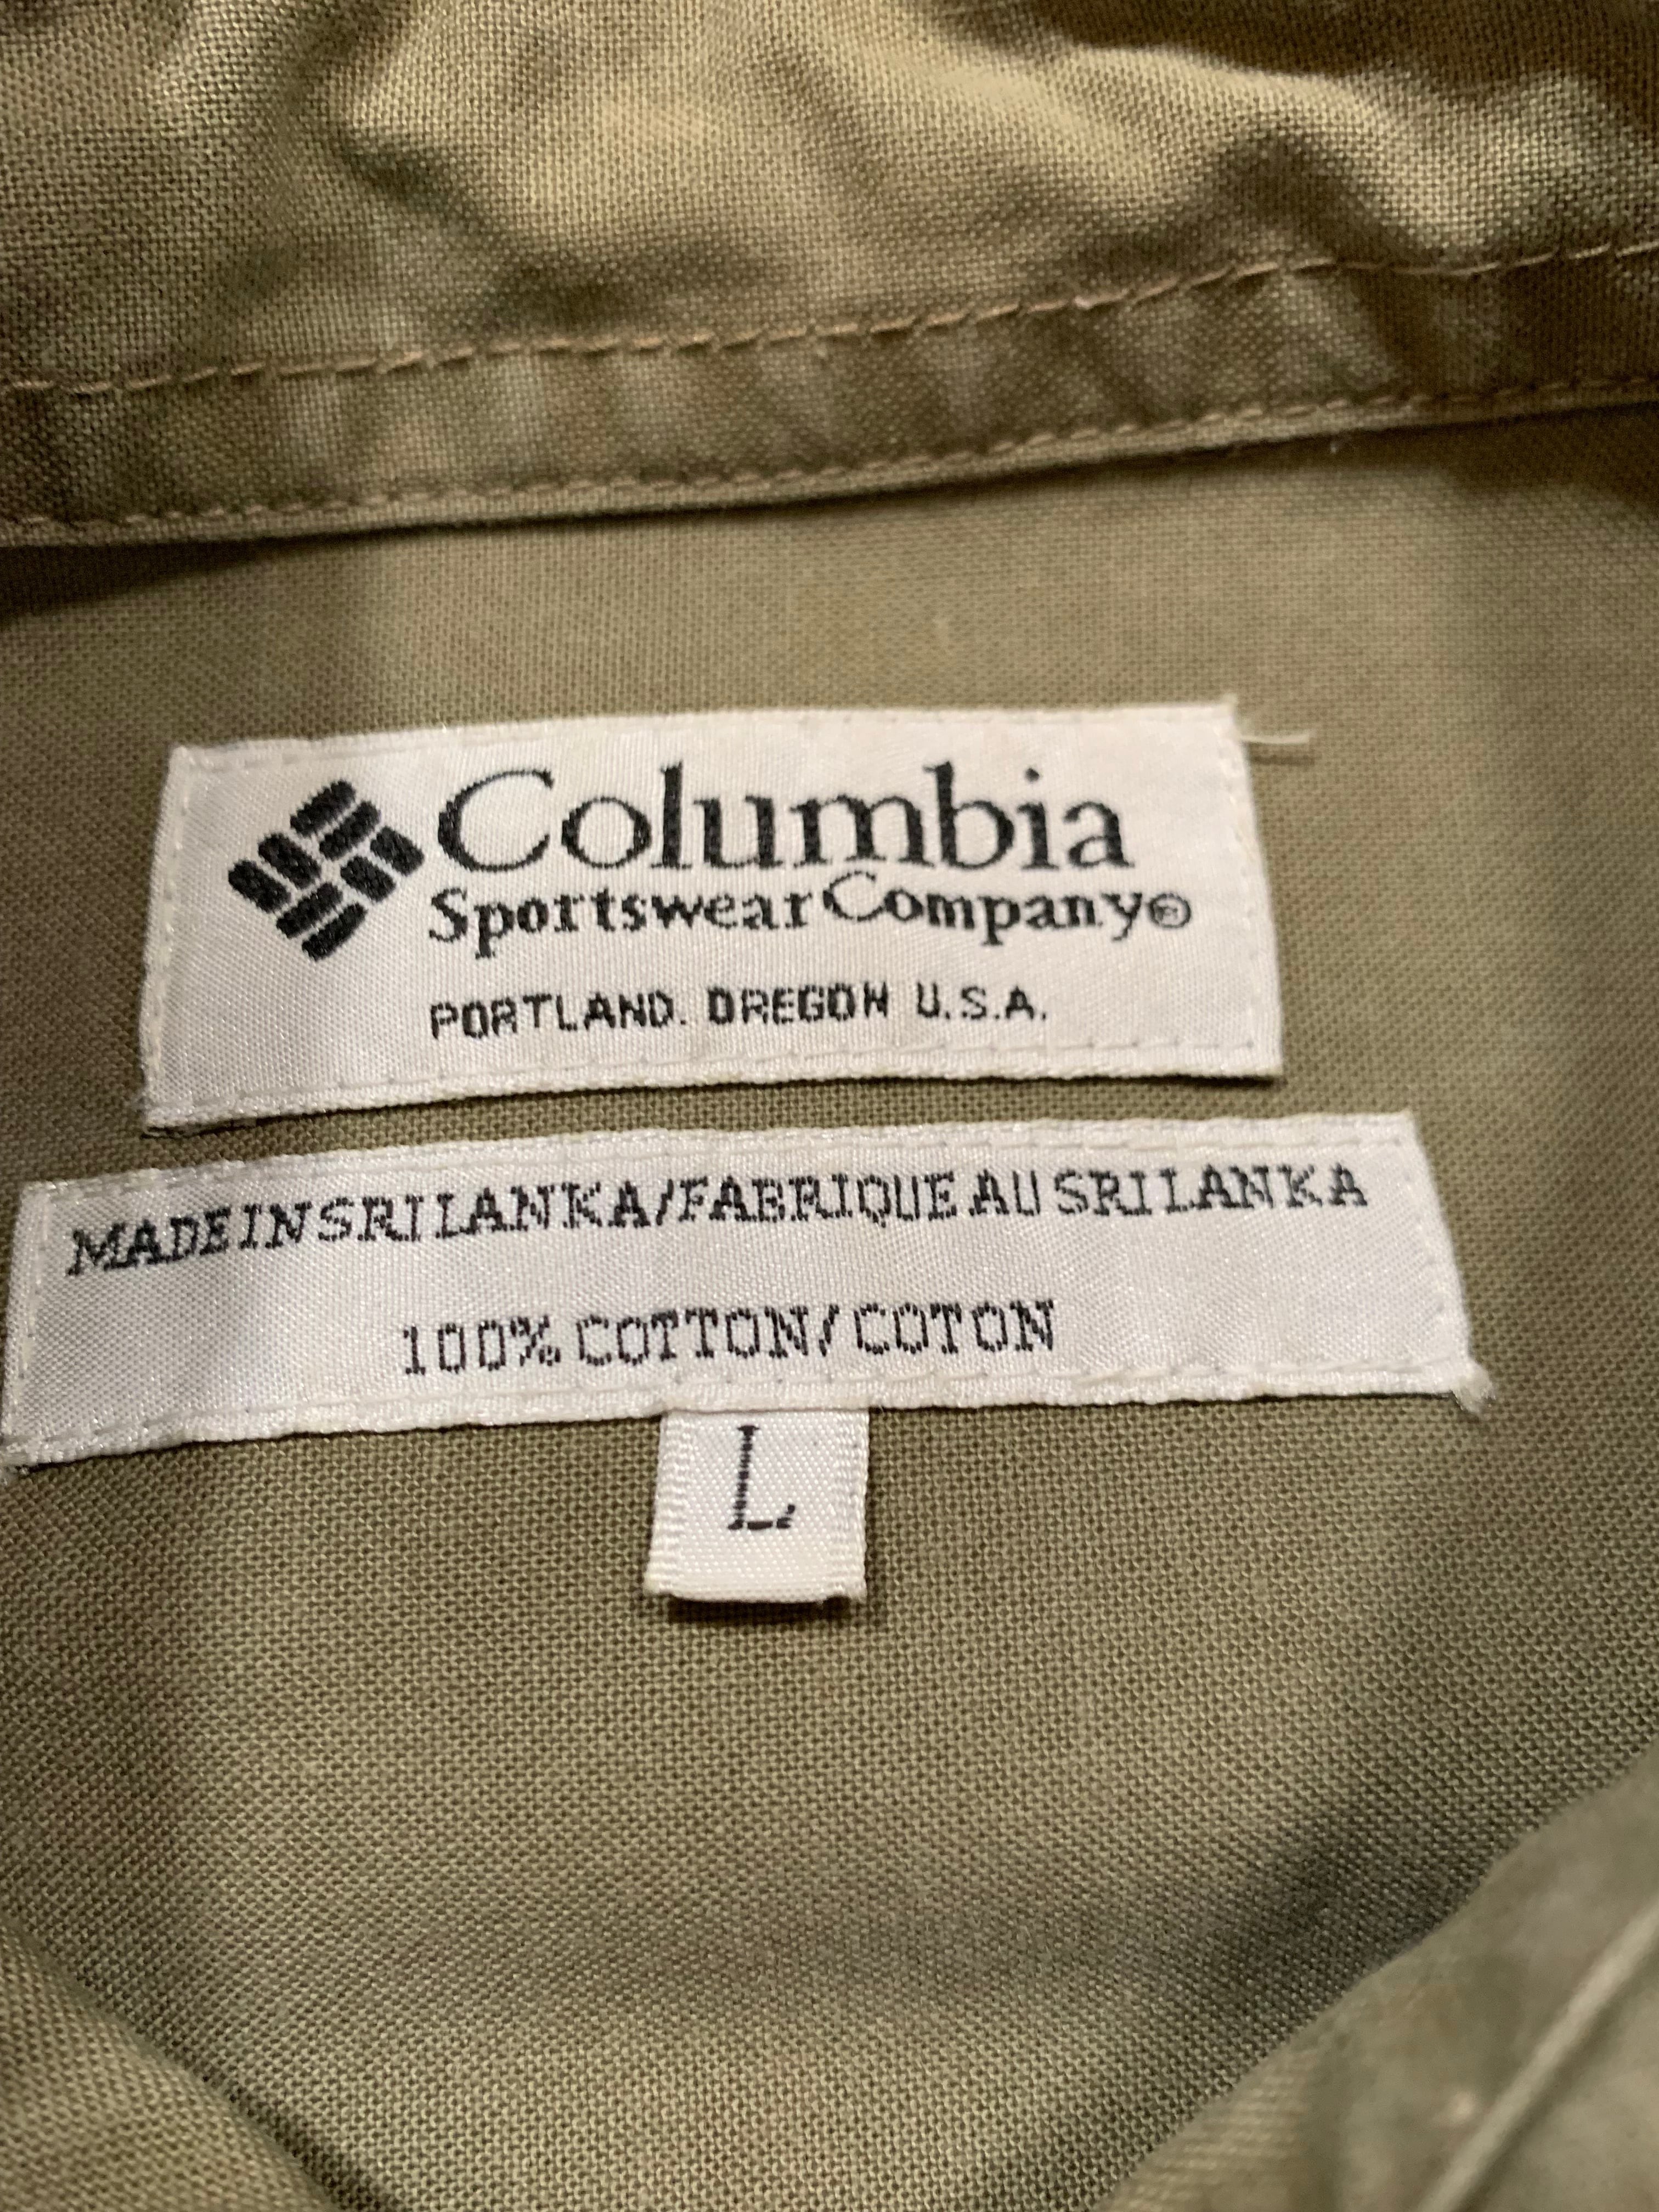 Columbia
Sportswear Company®
PORTLAND. OREGON U.S.A.
MADE IN SRI LANKA/FABRIQUE AU SRI LANKA
100% COTTON/COTON
L